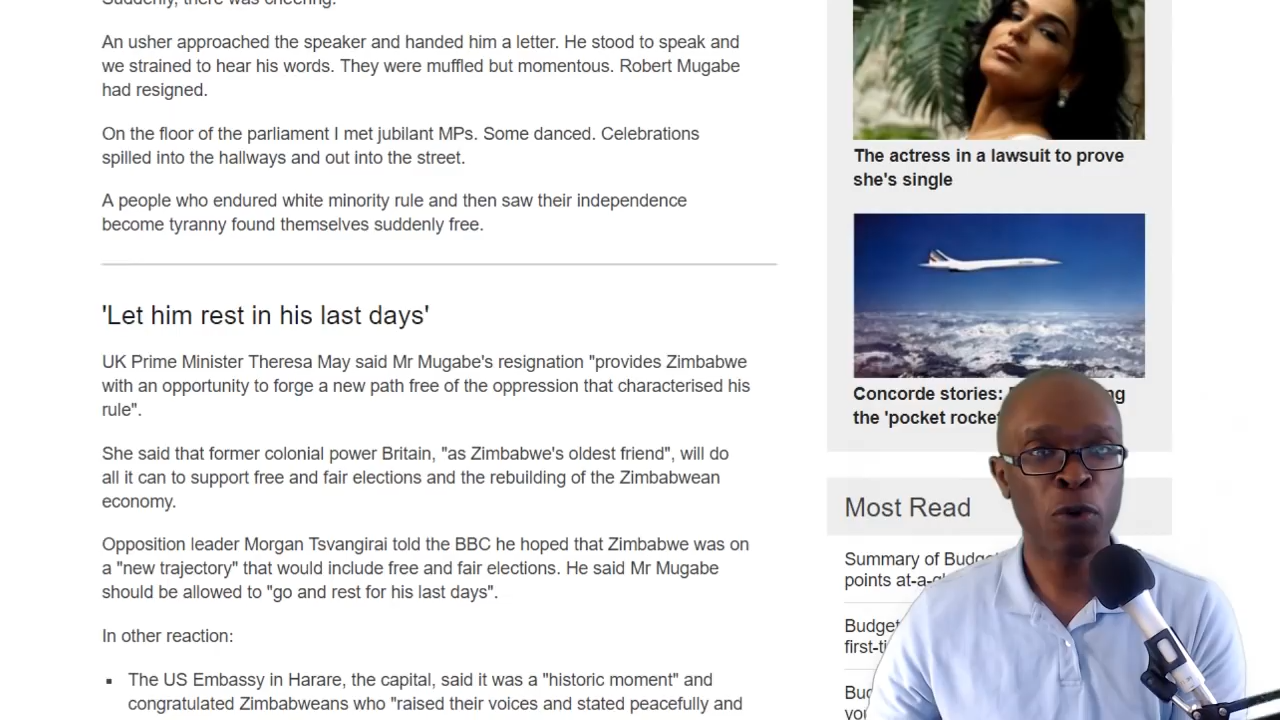 Suddenly, there was cheering.
An usher approached the speaker and handed him a letter. He stood to speak and
we strained to hear his words. They were muffled but momentous. Robert Mugabe
had resigned.
On the floor of the parliament I met jubilant MPs. Some danced. Celebrations
spilled into the hallways and out into the street.
A people who endured white minority rule and then saw their independence
become tyranny found themselves suddenly free.
'Let him rest in his last days'
UK Prime Minister Theresa May said Mr Mugabe's resignation "provides Zimbabwe
with an opportunity to forge a new path free of the oppression that characterised his
rule".
She said that former colonial power Britain, "as Zimbabwe's oldest friend", will do
all it can to support free and fair elections and the rebuilding of the Zimbabwean
economy.
Opposition leader Morgan Tsvangirai told the BBC he hoped that Zimbabwe was on
a "new trajectory" that would include free and fair elections. He said Mr Mugabe
should be allowed to "go and rest for his last days".
In other reaction:
The US Embassy in Harare, the capital, said it was a "historic moment" and
congratulated Zimbabweans who "raised their voices and stated peacefully and
The actress in a lawsuit to prove
she's single
Concorde stories:
the 'pocket rocket
Most Read
Summary of Budget
points at-a-
Budget
first-